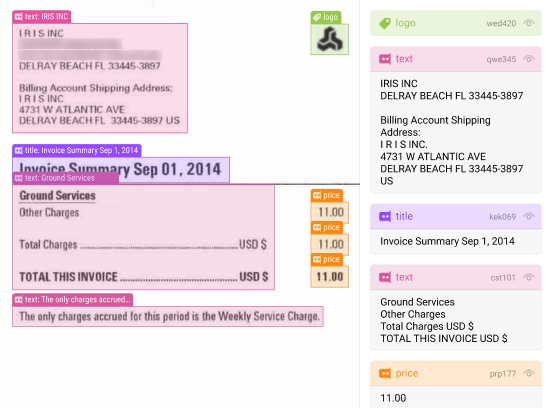 text: IRIS INC
I R I S INC
DELRAY BEACH FL 33445-3897
Billing Account Shipping Address:
I R I S INC
4731 W ATLANTIC AVE
DELRAY BEACH FL 33445-3897 US
logo
title: Invoice Summary Sep 1, 2014
Invoice Summary Sep 01, 2014
text: Ground Services
Ground Services
Other Charges
price
11.00
price
Total Charges ........................................................ USD $
11.00
price
TOTAL THIS INVOICE ........................................ USD $
11.00
text: The only charges accrued...
The only charges accrued for this period is the Weekly Service Charge.
logo wed420
text qwe345
IRIS INC
DELRAY BEACH FL 33445-3897
Billing Account Shipping
Address:
I R I S INC.
4731 W ATLANTIC AVE
DELRAY BEACH FL 33445-3897
US
title kek069
Invoice Summary Sep 1, 2014
text cst101
Ground Services
Other Charges
Total Charges USD $
TOTAL THIS INVOICE USD $
price prp177
11.00